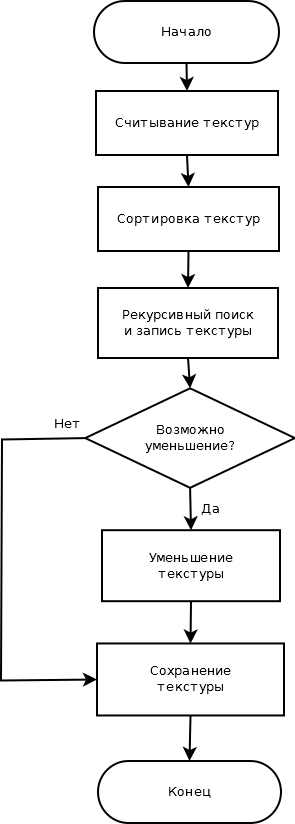 Начало
Считывание текстур
Сортировка текстур
Рекурсивный поиск
и запись текстуры
Возможно
уменьшение?
Нет
Да
Уменьшение
текстуры
Сохранение
текстуры
Конец